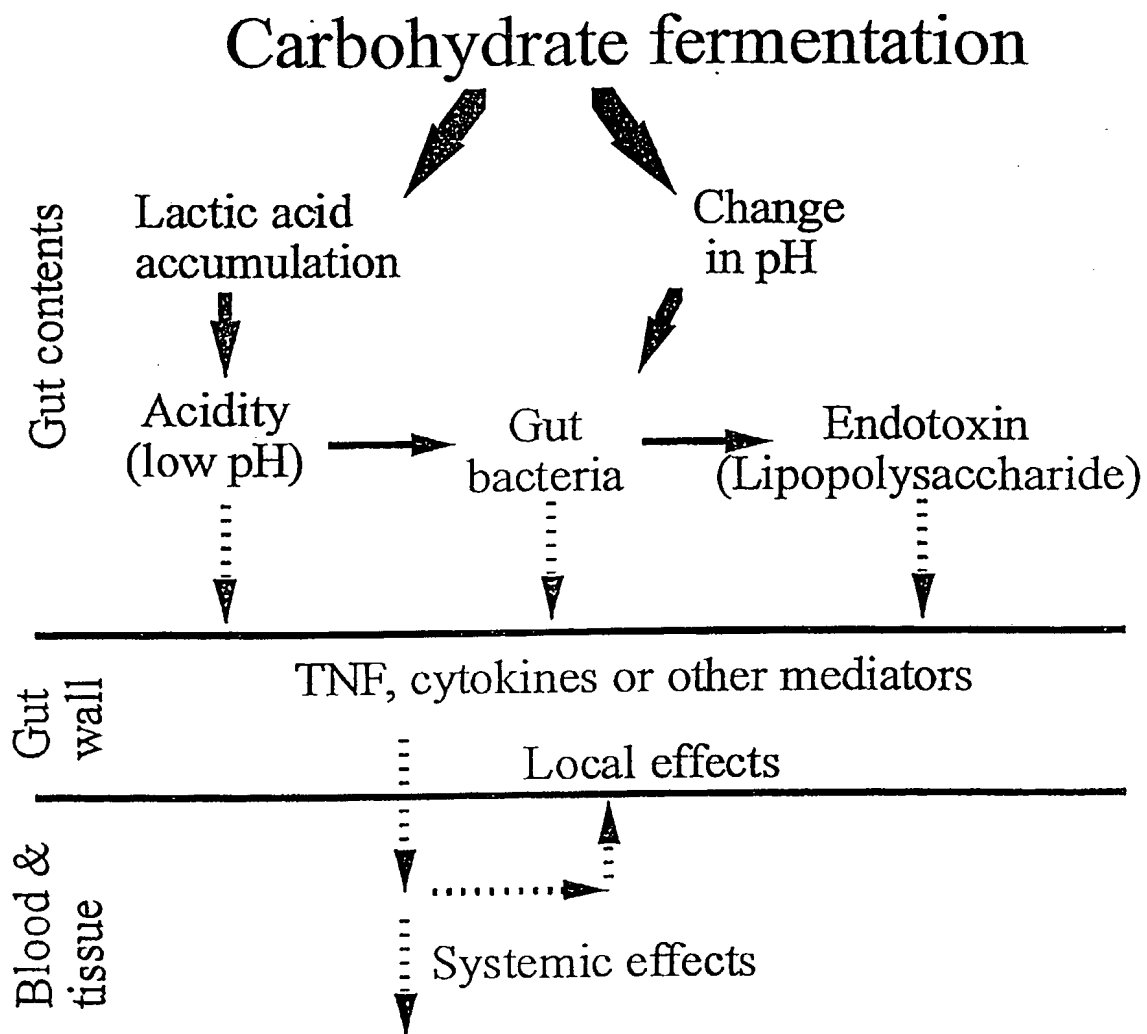 Carbohydrate fermentation
Gut contents
Lactic acid
accumulation
Change
in pH
Acidity
(low pH)
Gut
bacteria
Endotoxin
(Lipopolysaccharide)
Gut
wall
TNF, cytokines or other mediators
Local effects
Blood &
tissue
Systemic effects